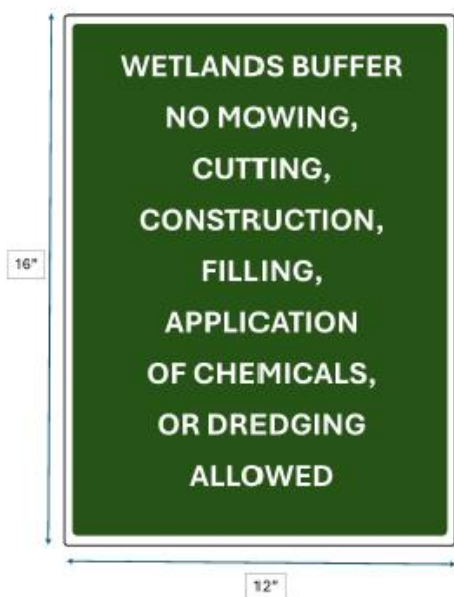 WETLANDS BUFFER
NO MOWING,
CUTTING,
CONSTRUCTION,
FILLING,
APPLICATION
OF CHEMICALS,
OR DREDGING
ALLOWED
16"
12"